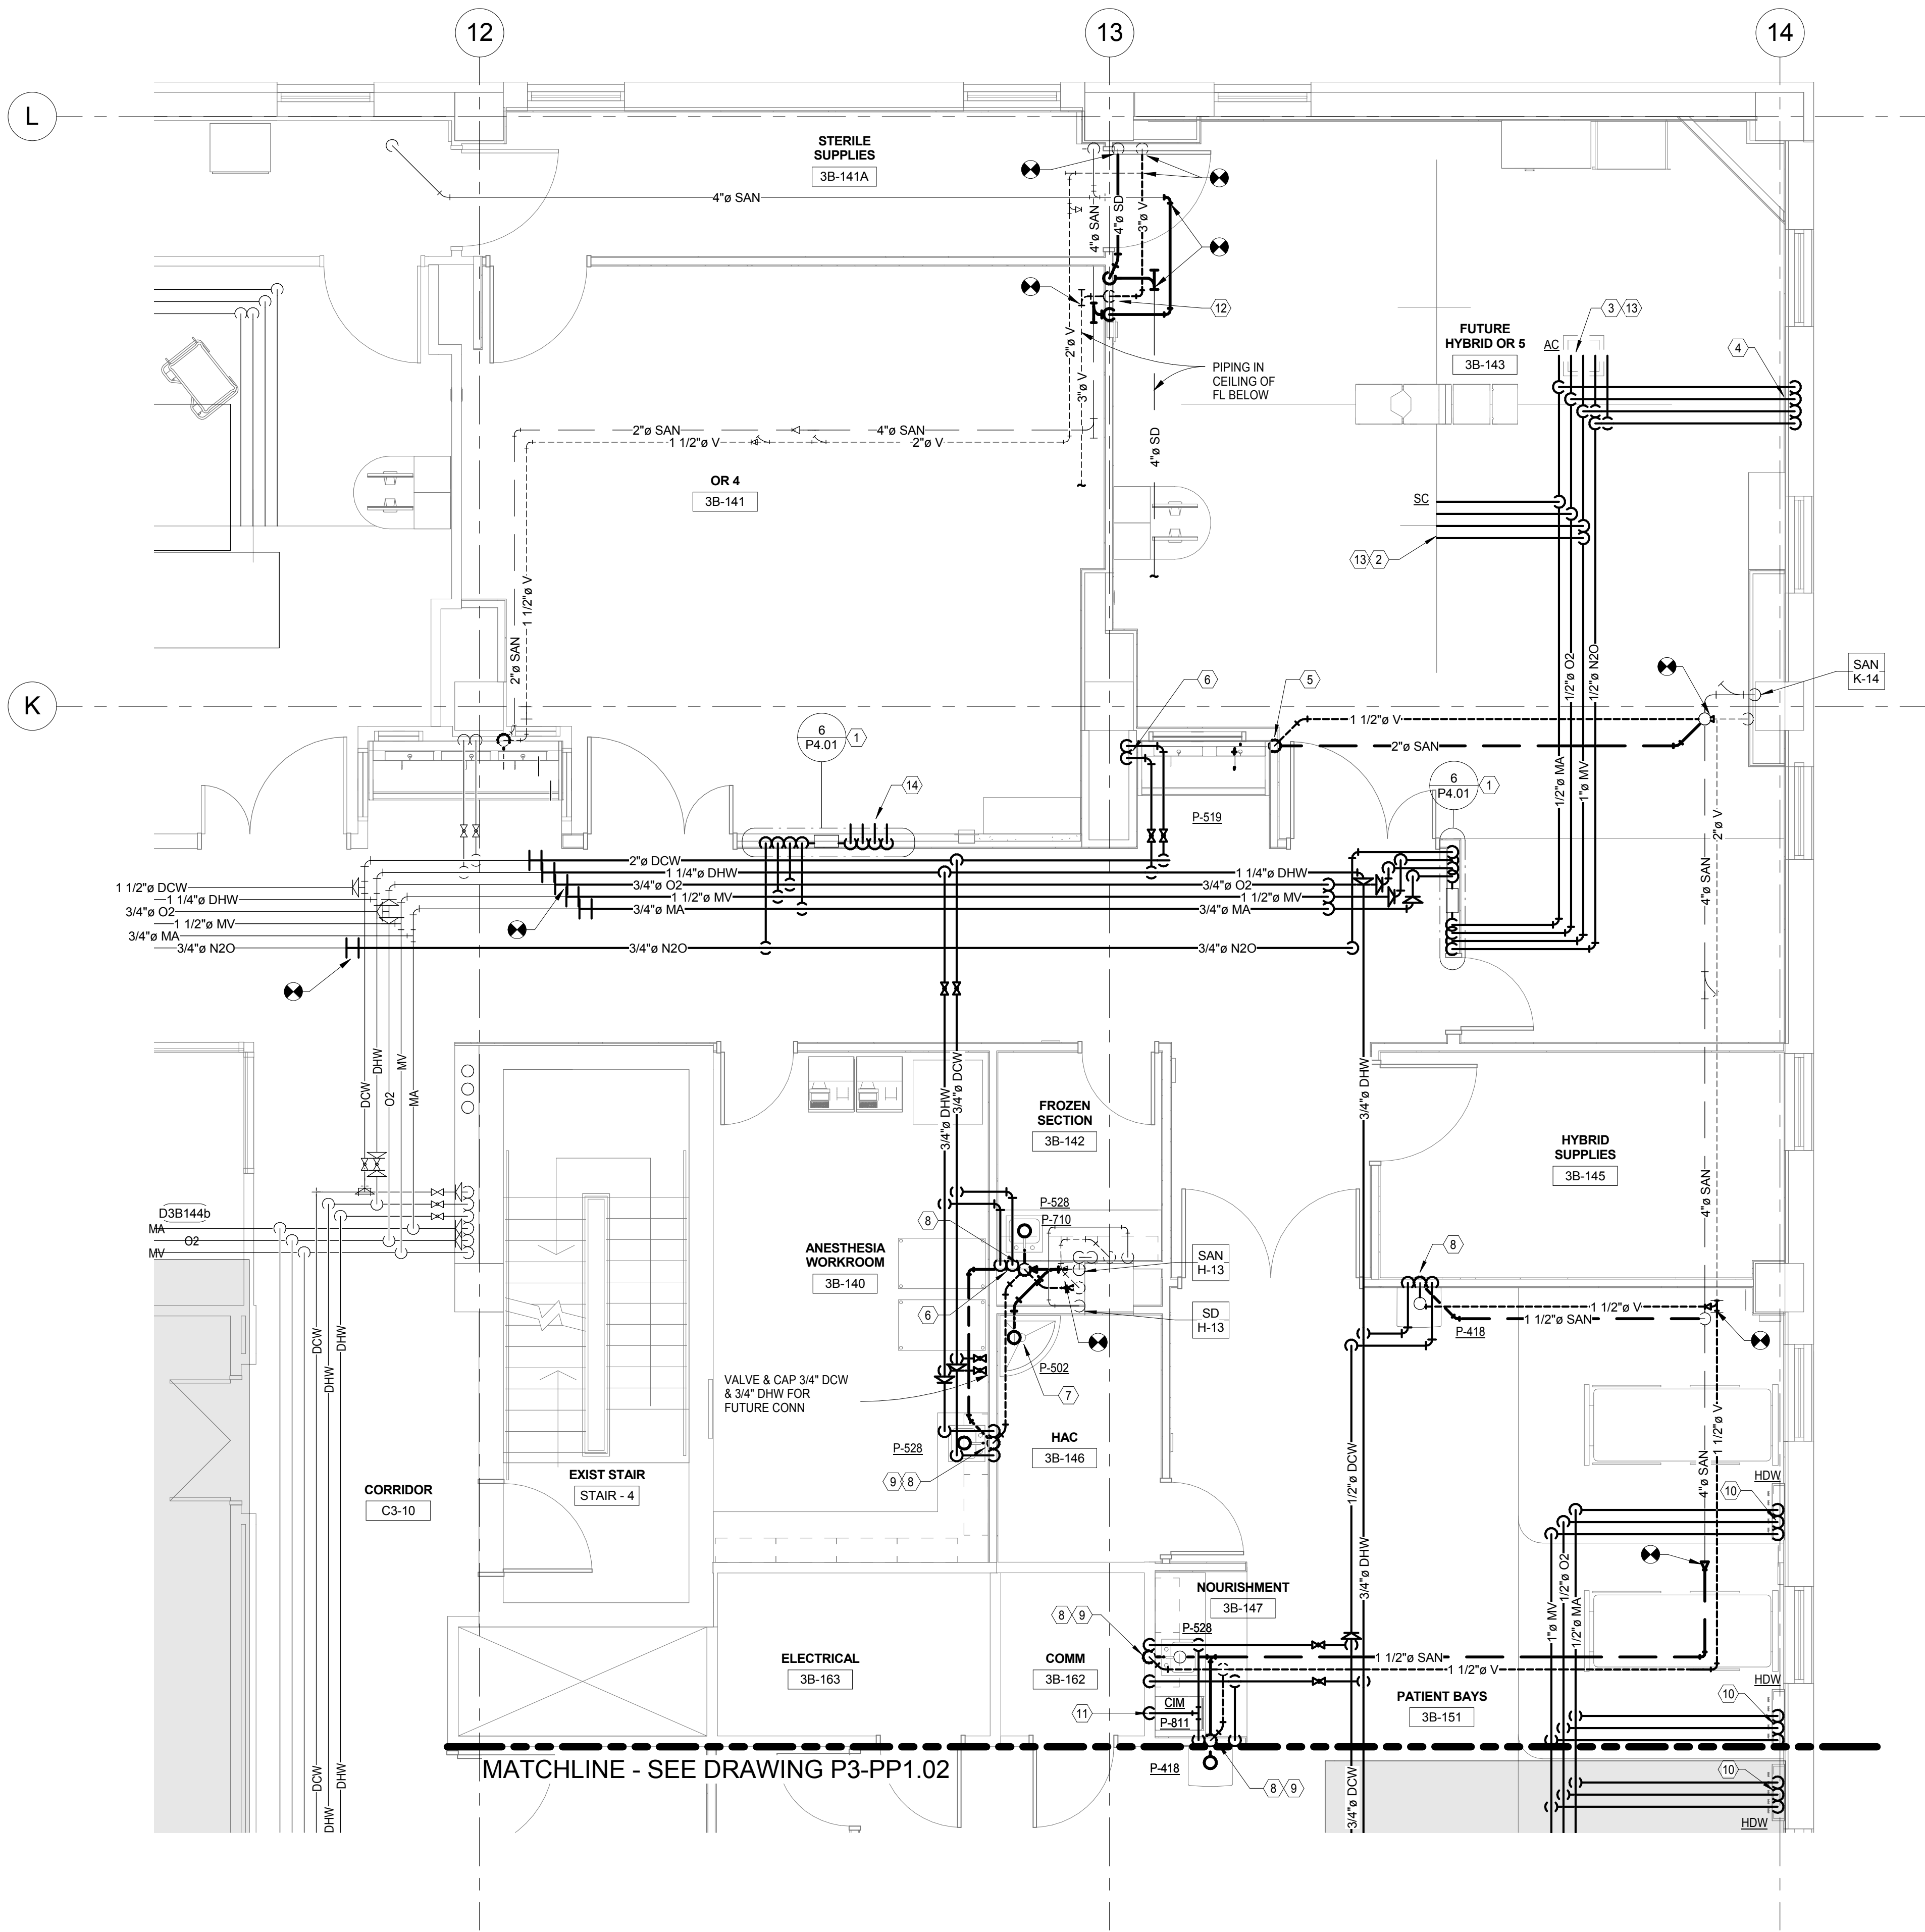 12
13
14
L
STERILE
SUPPLIES
3B-141A
4"ø SAN
4"ø SAN
4"ø SD
3"ø V
12
2"ø V
3"ø V
PIPING IN
CEILING OF
FL BELOW
4"ø SD
FUTURE
HYBRID OR 5
3B-143
AC
3
13
4
2"ø SAN
4"ø SAN
1 1/2"ø V
2"ø V
OR 4
3B-141
SC
13
2
1 1/2"ø V
2"ø SAN
K
6
5
1 1/2"ø V
2"ø SAN
SAN
K-14
1/2"ø MA
1/2"ø O2
1"ø MV
1/2"ø N2O
6
P4.01
1
14
P-519
6
P4.01
1
2"ø V
4"ø SAN
2"ø DCW
1 1/4"ø DHW
1 1/4"ø DHW
3/4"ø O2
3/4"ø O2
1 1/2"ø MV
1 1/2"ø MV
3/4"ø MA
3/4"ø MA
1 1/2"ø DCW
1 1/4"ø DHW
3/4"ø O2
1 1/2"ø MV
3/4"ø MA
3/4"ø N2O
3/4"ø N2O
3/4"ø N2O
DCW
DHW
O2
MV
MA
3/4"ø DHW
3/4"ø DCW
3/4"ø DHW
FROZEN
SECTION
3B-142
HYBRID
SUPPLIES
3B-145
4"ø SAN
D3B144b
MA
O2
MV
P-528
P-710
8
ANESTHESIA
WORKROOM
3B-140
SAN
H-13
8
6
SD
H-13
1 1/2"ø V
1 1/2"ø SAN
P-418
DCW
DHW
DHW
P-502
7
VALVE & CAP 3/4" DCW
& 3/4" DHW FOR
FUTURE CONN
P-528
HAC
3B-146
9
8
1/2"ø DCW
4"ø SAN
1 1/2"ø V
HDW
10
EXIST STAIR
STAIR - 4
CORRIDOR
C3-10
3/4"ø DHW
1"ø MV
1/2"ø O2
1/2"ø MA
NOURISHMENT
3B-147
8
9
P-528
1 1/2"ø SAN
1 1/2"ø V
ELECTRICAL
3B-163
COMM
3B-162
HDW
CIM
P-811
11
PATIENT BAYS
3B-151
10
MATCHLINE - SEE DRAWING P3-PP1.02
P-418
8
9
10
DCW
DHW
DHW
3/4"ø DCW
HDW